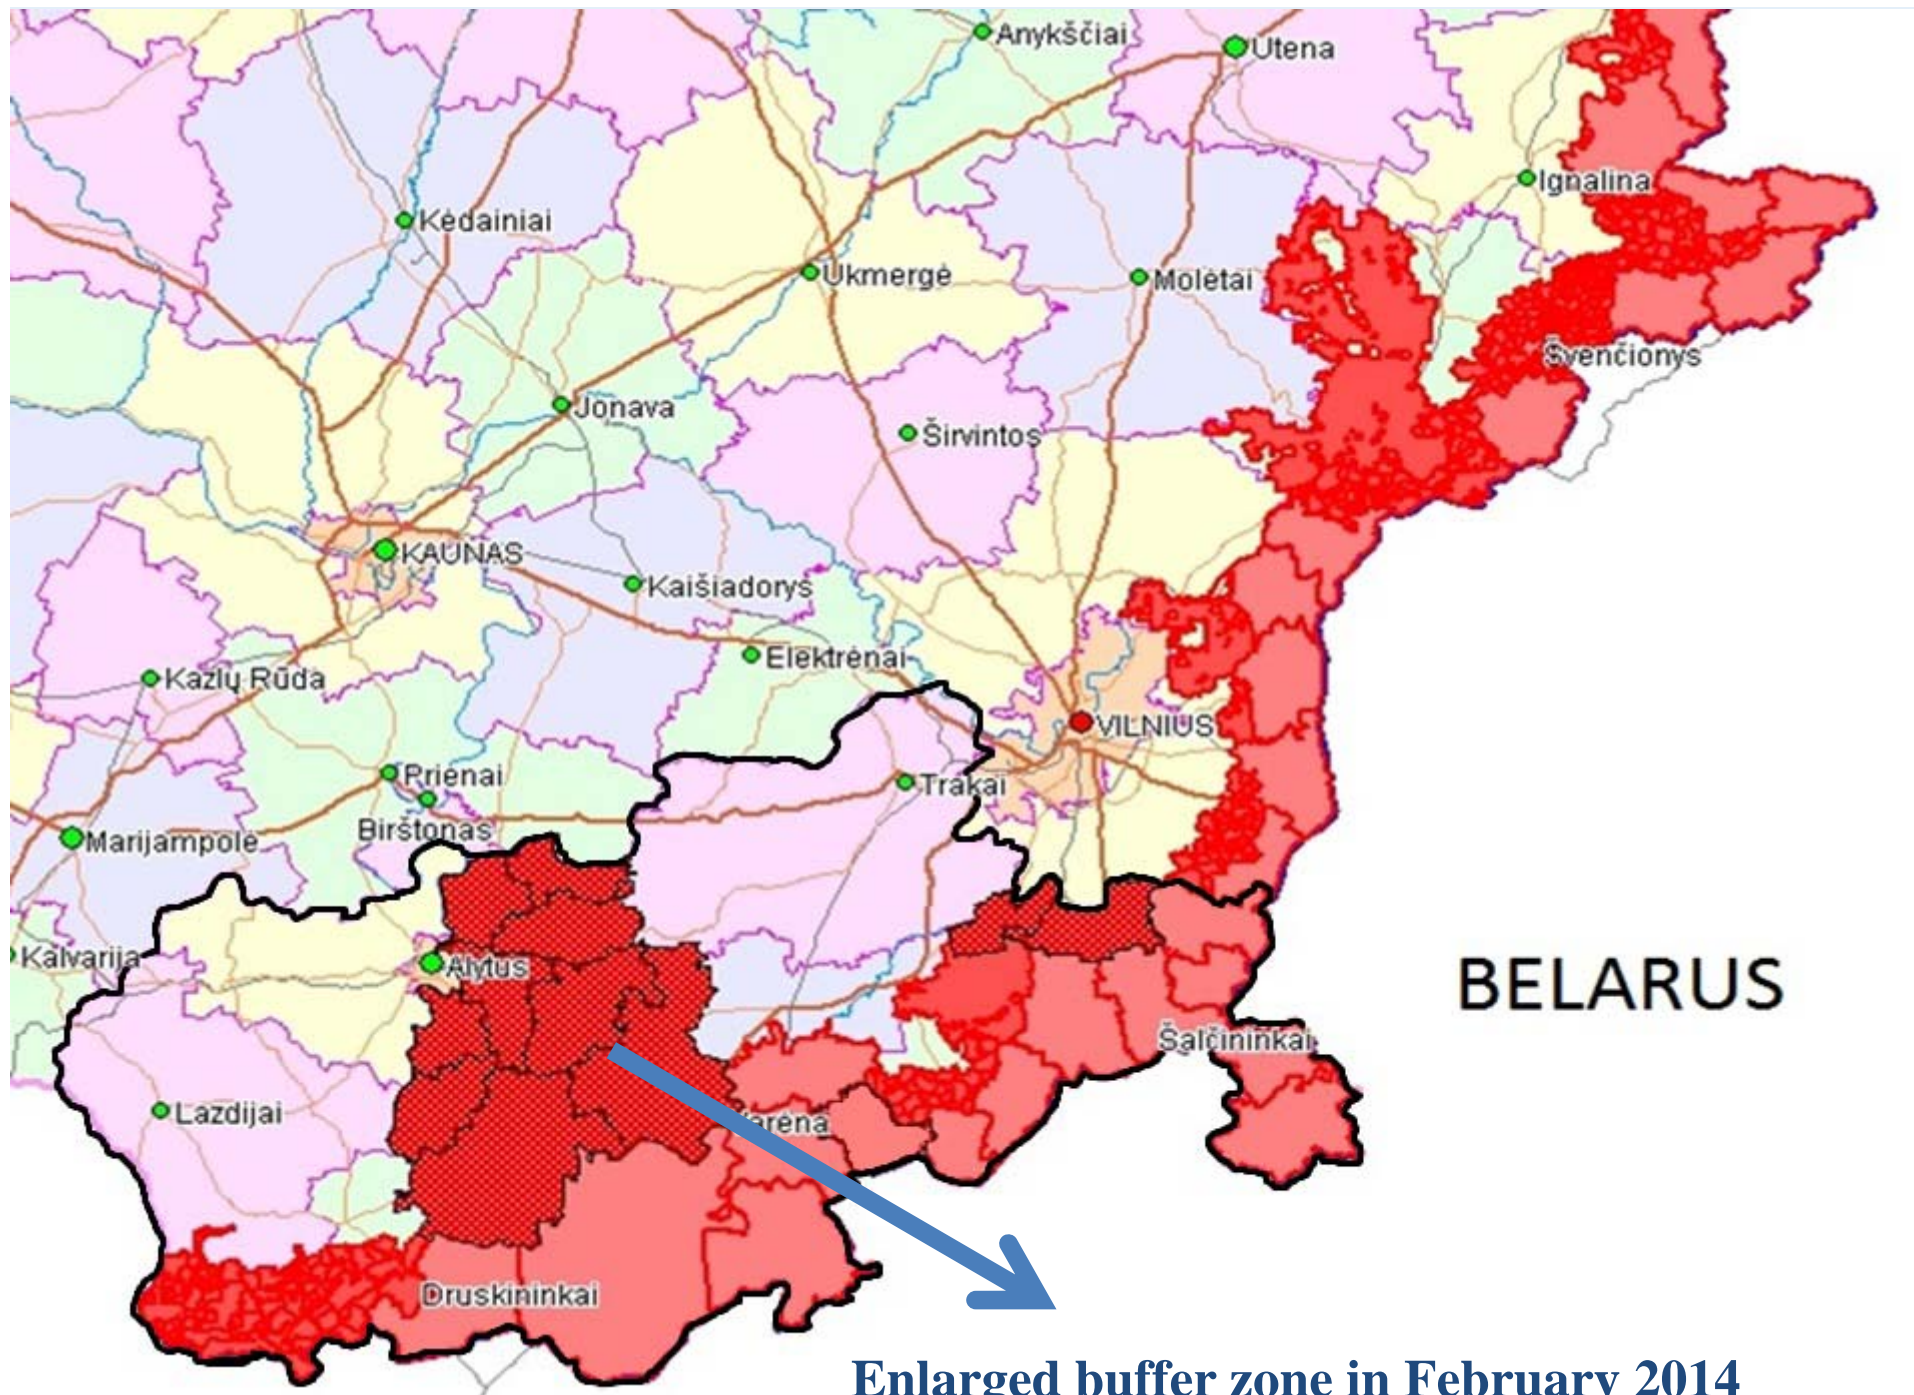 Anykščiai
Utena
Ignalina
Kėdainiai
Ukmergė
Molėtai
Švenčionys
Jonava
Širvintos
KAUNAS
Kaišiadorys
Elektrėnai
Kazlų Rūda
VILNIUS
Prienai
Trakai
Birštonas
Marijampolė
Kalvarija
Alytus
BELARUS
Šalčininkai
Lazdijai
arėna
Druskininkai
Enlarged buffer zone in February 2014